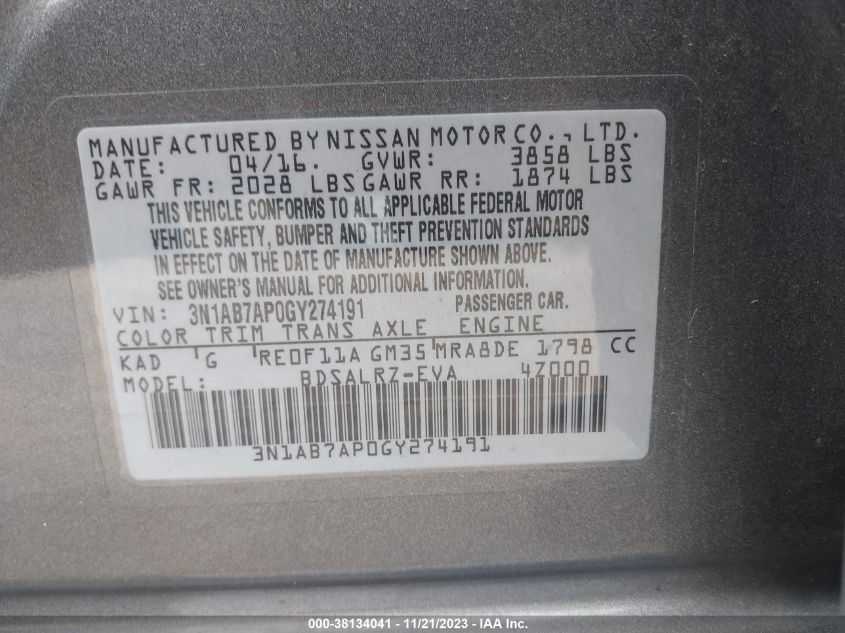 MANUFACTURED BY NISSAN MOTOR CO., LTD.
DATE: 04/16. GVWR: 3858 LBS
GAWR FR: 2028 LBS GAWR RR: 1874 LBS
THIS VEHICLE CONFORMS TO ALL APPLICABLE FEDERAL MOTOR
VEHICLE SAFETY, BUMPER AND THEFT PREVENTION STANDARDS
IN EFFECT ON THE DATE OF MANUFACTURE SHOWN ABOVE.
SEE OWNER'S MANUAL FOR ADDITIONAL INFORMATION.
VIN: 3N1AB7AP0GY274191 PASSENGER CAR.
COLOR TRIM TRANS AXLE ENGINE
KAD G RE0F11A GM35 MRA8DE 1798 CC
MODEL: BDSALRZ-EVA 4Z000
3N1AB7AP0GY274191
000-38134041 - 11/21/2023 - IAA Inc.